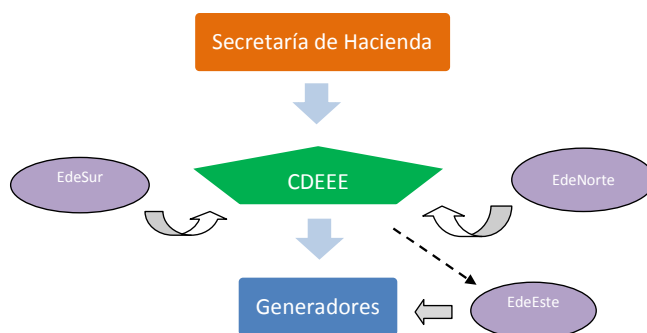 Secretaría de Hacienda
EdeSur
CDEEE
EdeNorte
Generadores
EdeEste